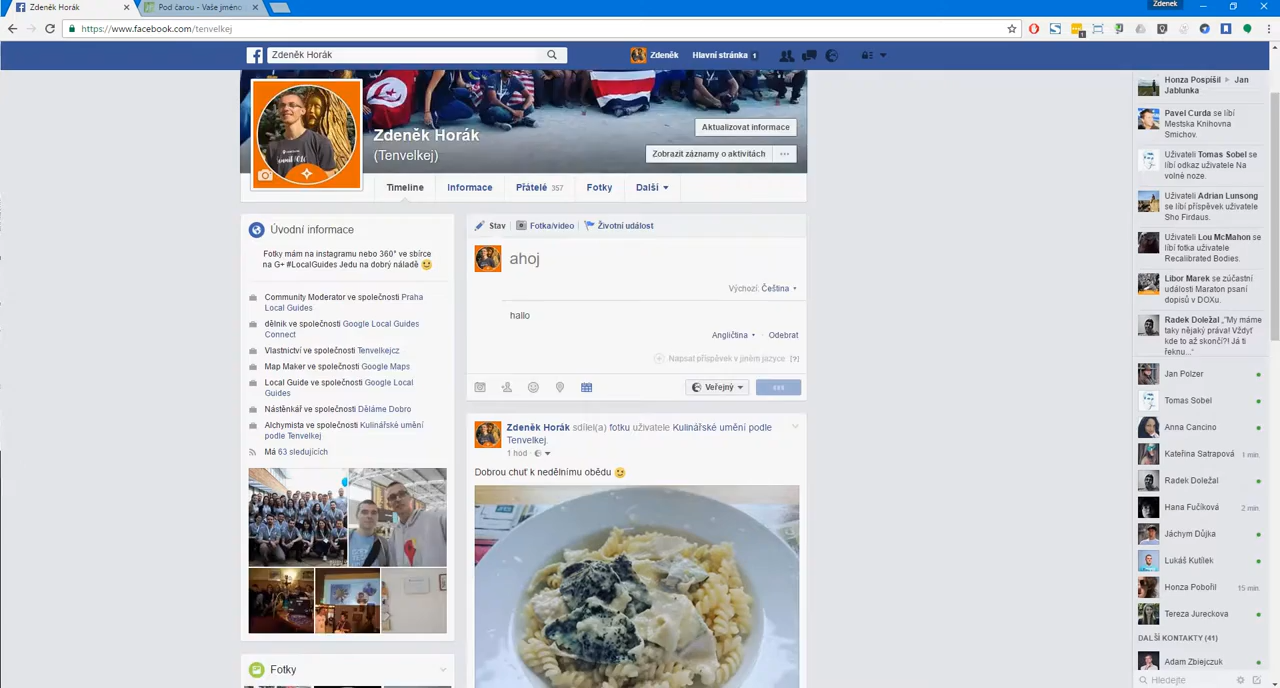 Zdeněk Horák
Pod čarou - Vaše jméno
Zdenek
https://www.facebook.com/tenvelkej
Zdeněk Horák
Zdeněk
Hlavní stránka 1
Zdeněk Horák
(Tenvelkej)
Aktualizovat informace
Zobrazit záznamy o aktivitách
Timeline
Informace
Přátelé 357
Fotky
Další
Úvodní informace
Fotky mám na instagramu nebo 360° ve sbírce
na G+ #LocalGuides Jedu na dobrý náladě
Community Moderator ve společnosti Praha
Local Guides
dělník ve společnosti Google Local Guides
Connect
Vlastnictví ve společnosti Tenvelkejcz
Map Maker ve společnosti Google Maps
Local Guide ve společnosti Google Local
Guides
Nástěnkář ve společnosti Děláme Dobro
Alchymista ve společnosti Kulinářské umění
podle Tenvelkej
Má 63 sledujících
Fotky
Stav
Fotka/video
Životní událost
ahoj
Výchozí: Čeština
hallo
Angličtina · Odebrat
Napsat příspěvek v jiném jazyce [?]
Veřejný
Zdeněk Horák sdílel(a) fotku uživatele Kulinářské umění podle
Tenvelkej.
1 hod ·
Dobrou chuť k nedělnímu obědu
Honza Pospíšil ▸ Jan
Jablunka
Pavel Curda se líbí
Mestska Knihovna
Smichov.
Uživateli Tomas Sobel se
líbí odkaz uživatele Na
volné noze.
Uživateli Adrian Lunsong
se líbí příspěvek uživatele
Sho Firdaus.
Uživateli Lou McMahon se
líbí fotka uživatele
Recalibrated Bodies.
Libor Marek se zúčastní
události Maraton psaní
dopisů v DOXu.
Radek Doležal „"My máme
taky nějaký práva! Vždyť
kde to až skončí?! Já ti
řeknu..."
Jan Polzer
Tomas Sobel
Anna Cancino
Kateřina Satrapová 1 min.
Radek Doležal
Hana Fučíková 2 min.
Jáchym Důjka
Lukáš Kutílek
Honza Pobořil 15 min.
Tereza Jureckova
DALŠÍ KONTAKTY (41)
Adam Zbiejczuk
Hledejte